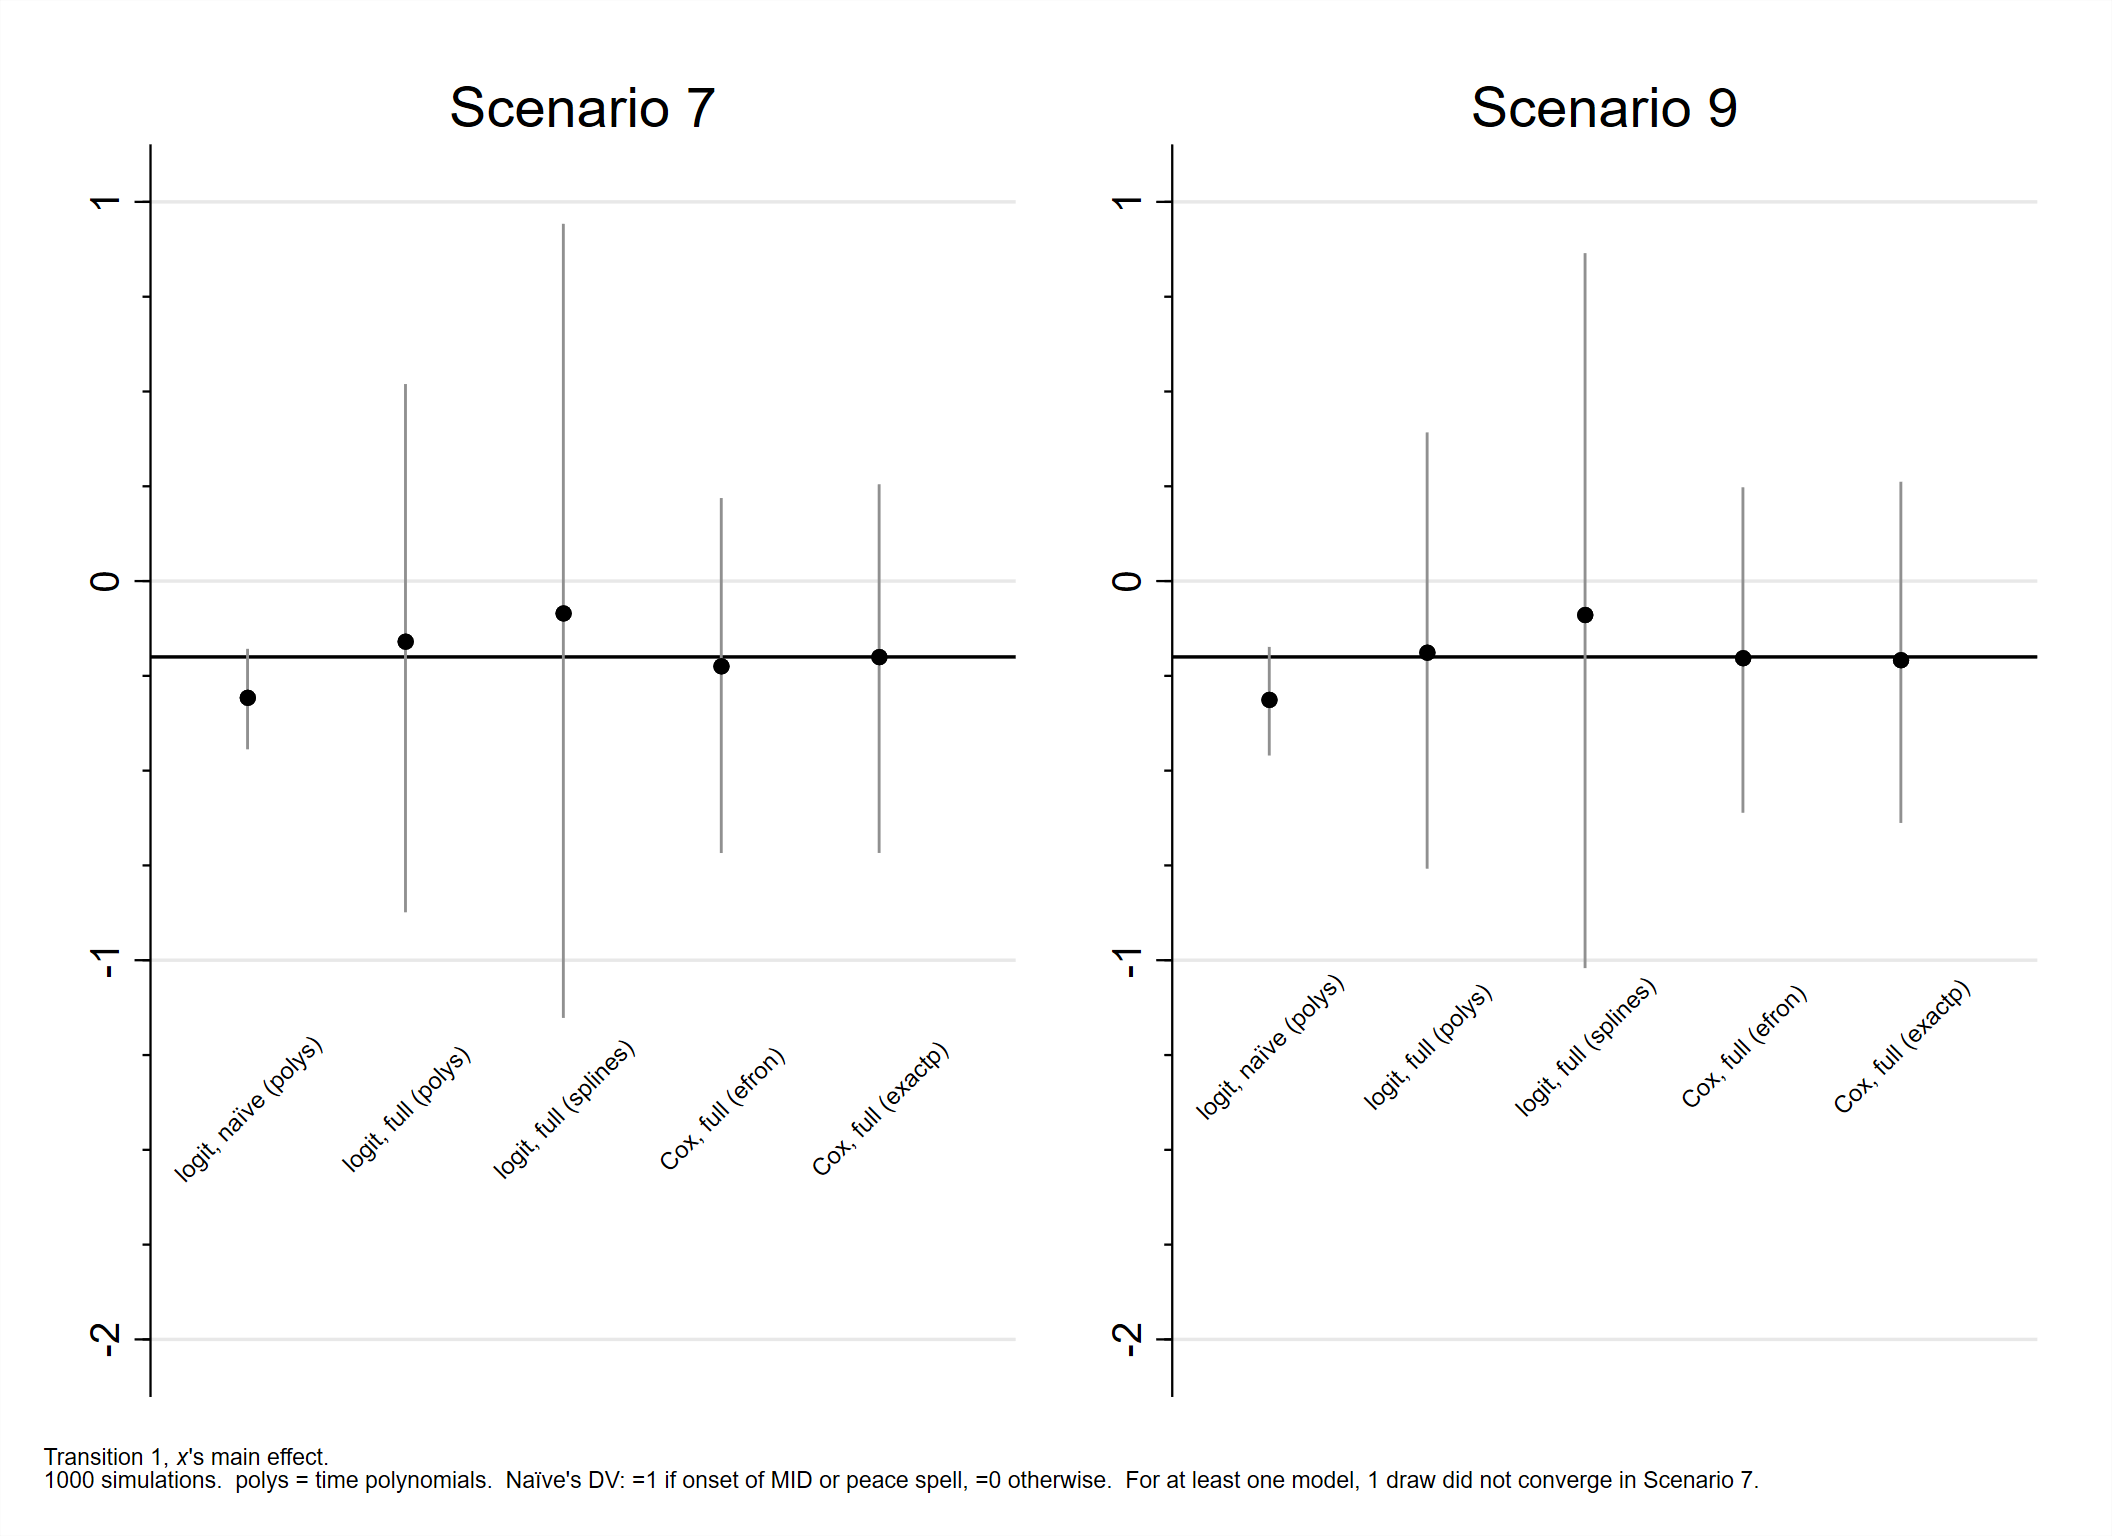 Scenario 7
1
0
-1
-2
logit, naïve (polys)
logit, full (polys)
logit, full (splines)
Cox, full (efron)
Cox, full (exactp)
Scenario 9
1
0
-1
-2
logit, naïve (polys)
logit, full (polys)
logit, full (splines)
Cox, full (efron)
Cox, full (exactp)
Transition 1, x's main effect.
1000 simulations.  polys = time polynomials.  Naïve's DV: =1 if onset of MID or peace spell, =0 otherwise.  For at least one model, 1 draw did not converge in Scenario 7.